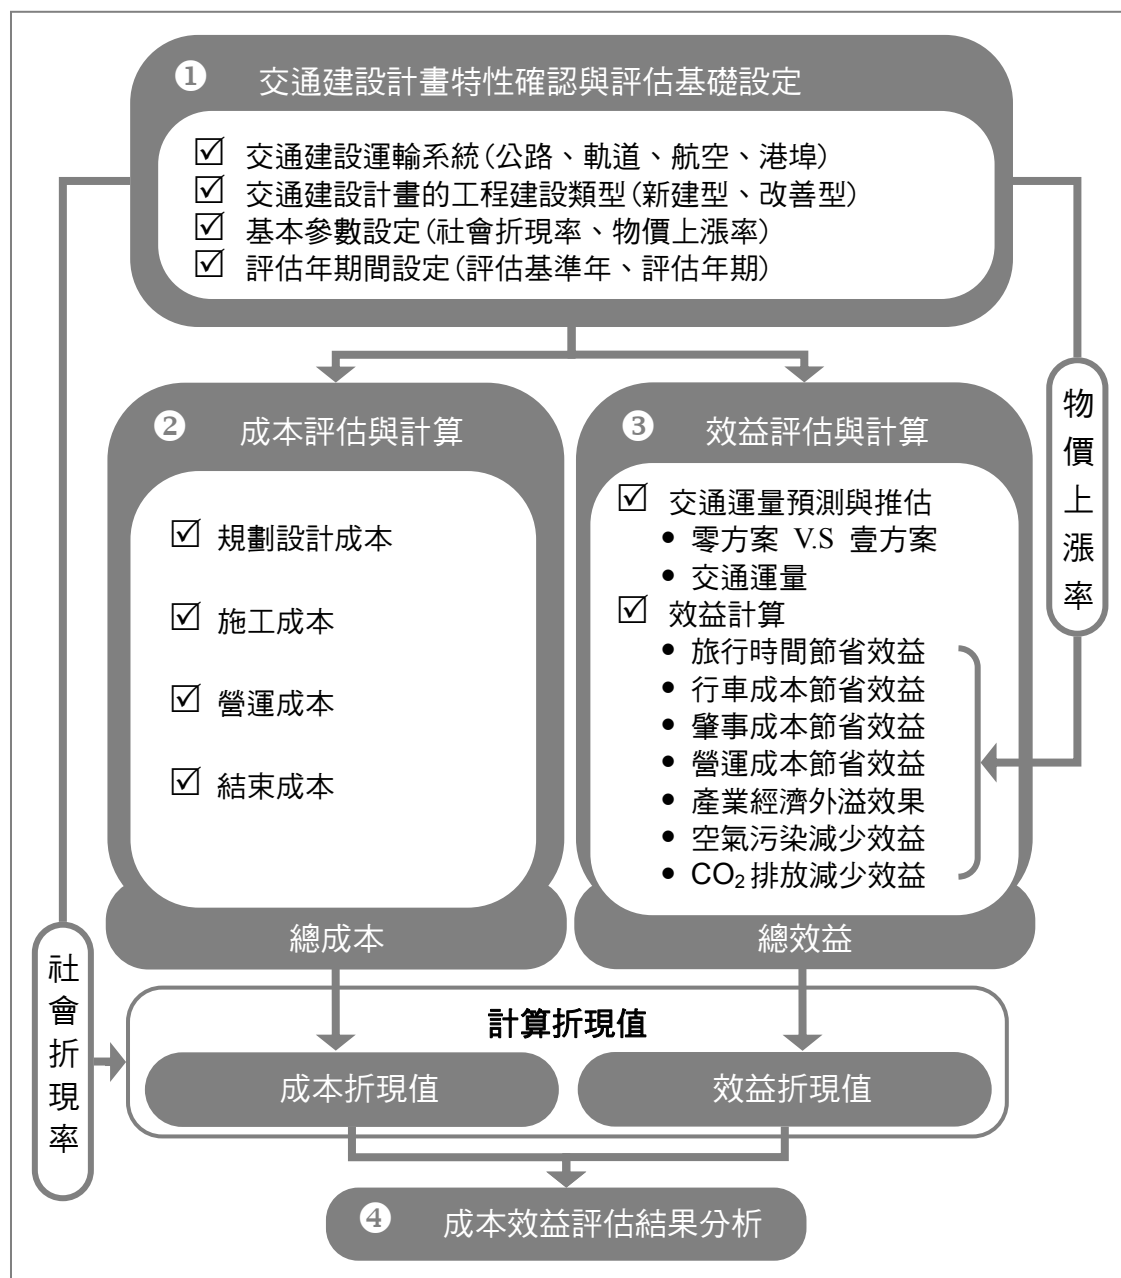 ❶ 交通建設計畫特性確認與評估基礎設定
☑ 交通建設運輸系統(公路、軌道、航空、港埠)
☑ 交通建設計畫的工程建設類型(新建型、改善型)
☑ 基本參數設定(社會折現率、物價上漲率)
☑ 評估年期間設定(評估基準年、評估年期)
❷ 成本評估與計算
☑ 規劃設計成本
☑ 施工成本
☑ 營運成本
☑ 結束成本
總成本
❸ 效益評估與計算
☑ 交通運量預測與推估
• 零方案 V.S 壹方案
• 交通運量
☑ 效益計算
• 旅行時間節省效益
• 行車成本節省效益
• 肇事成本節省效益
• 營運成本節省效益
• 產業經濟外溢效果
• 空氣污染減少效益
• CO₂排放減少效益
總效益
物價上漲率
社會折現率
計算折現值
成本折現值
效益折現值
❹ 成本效益評估結果分析